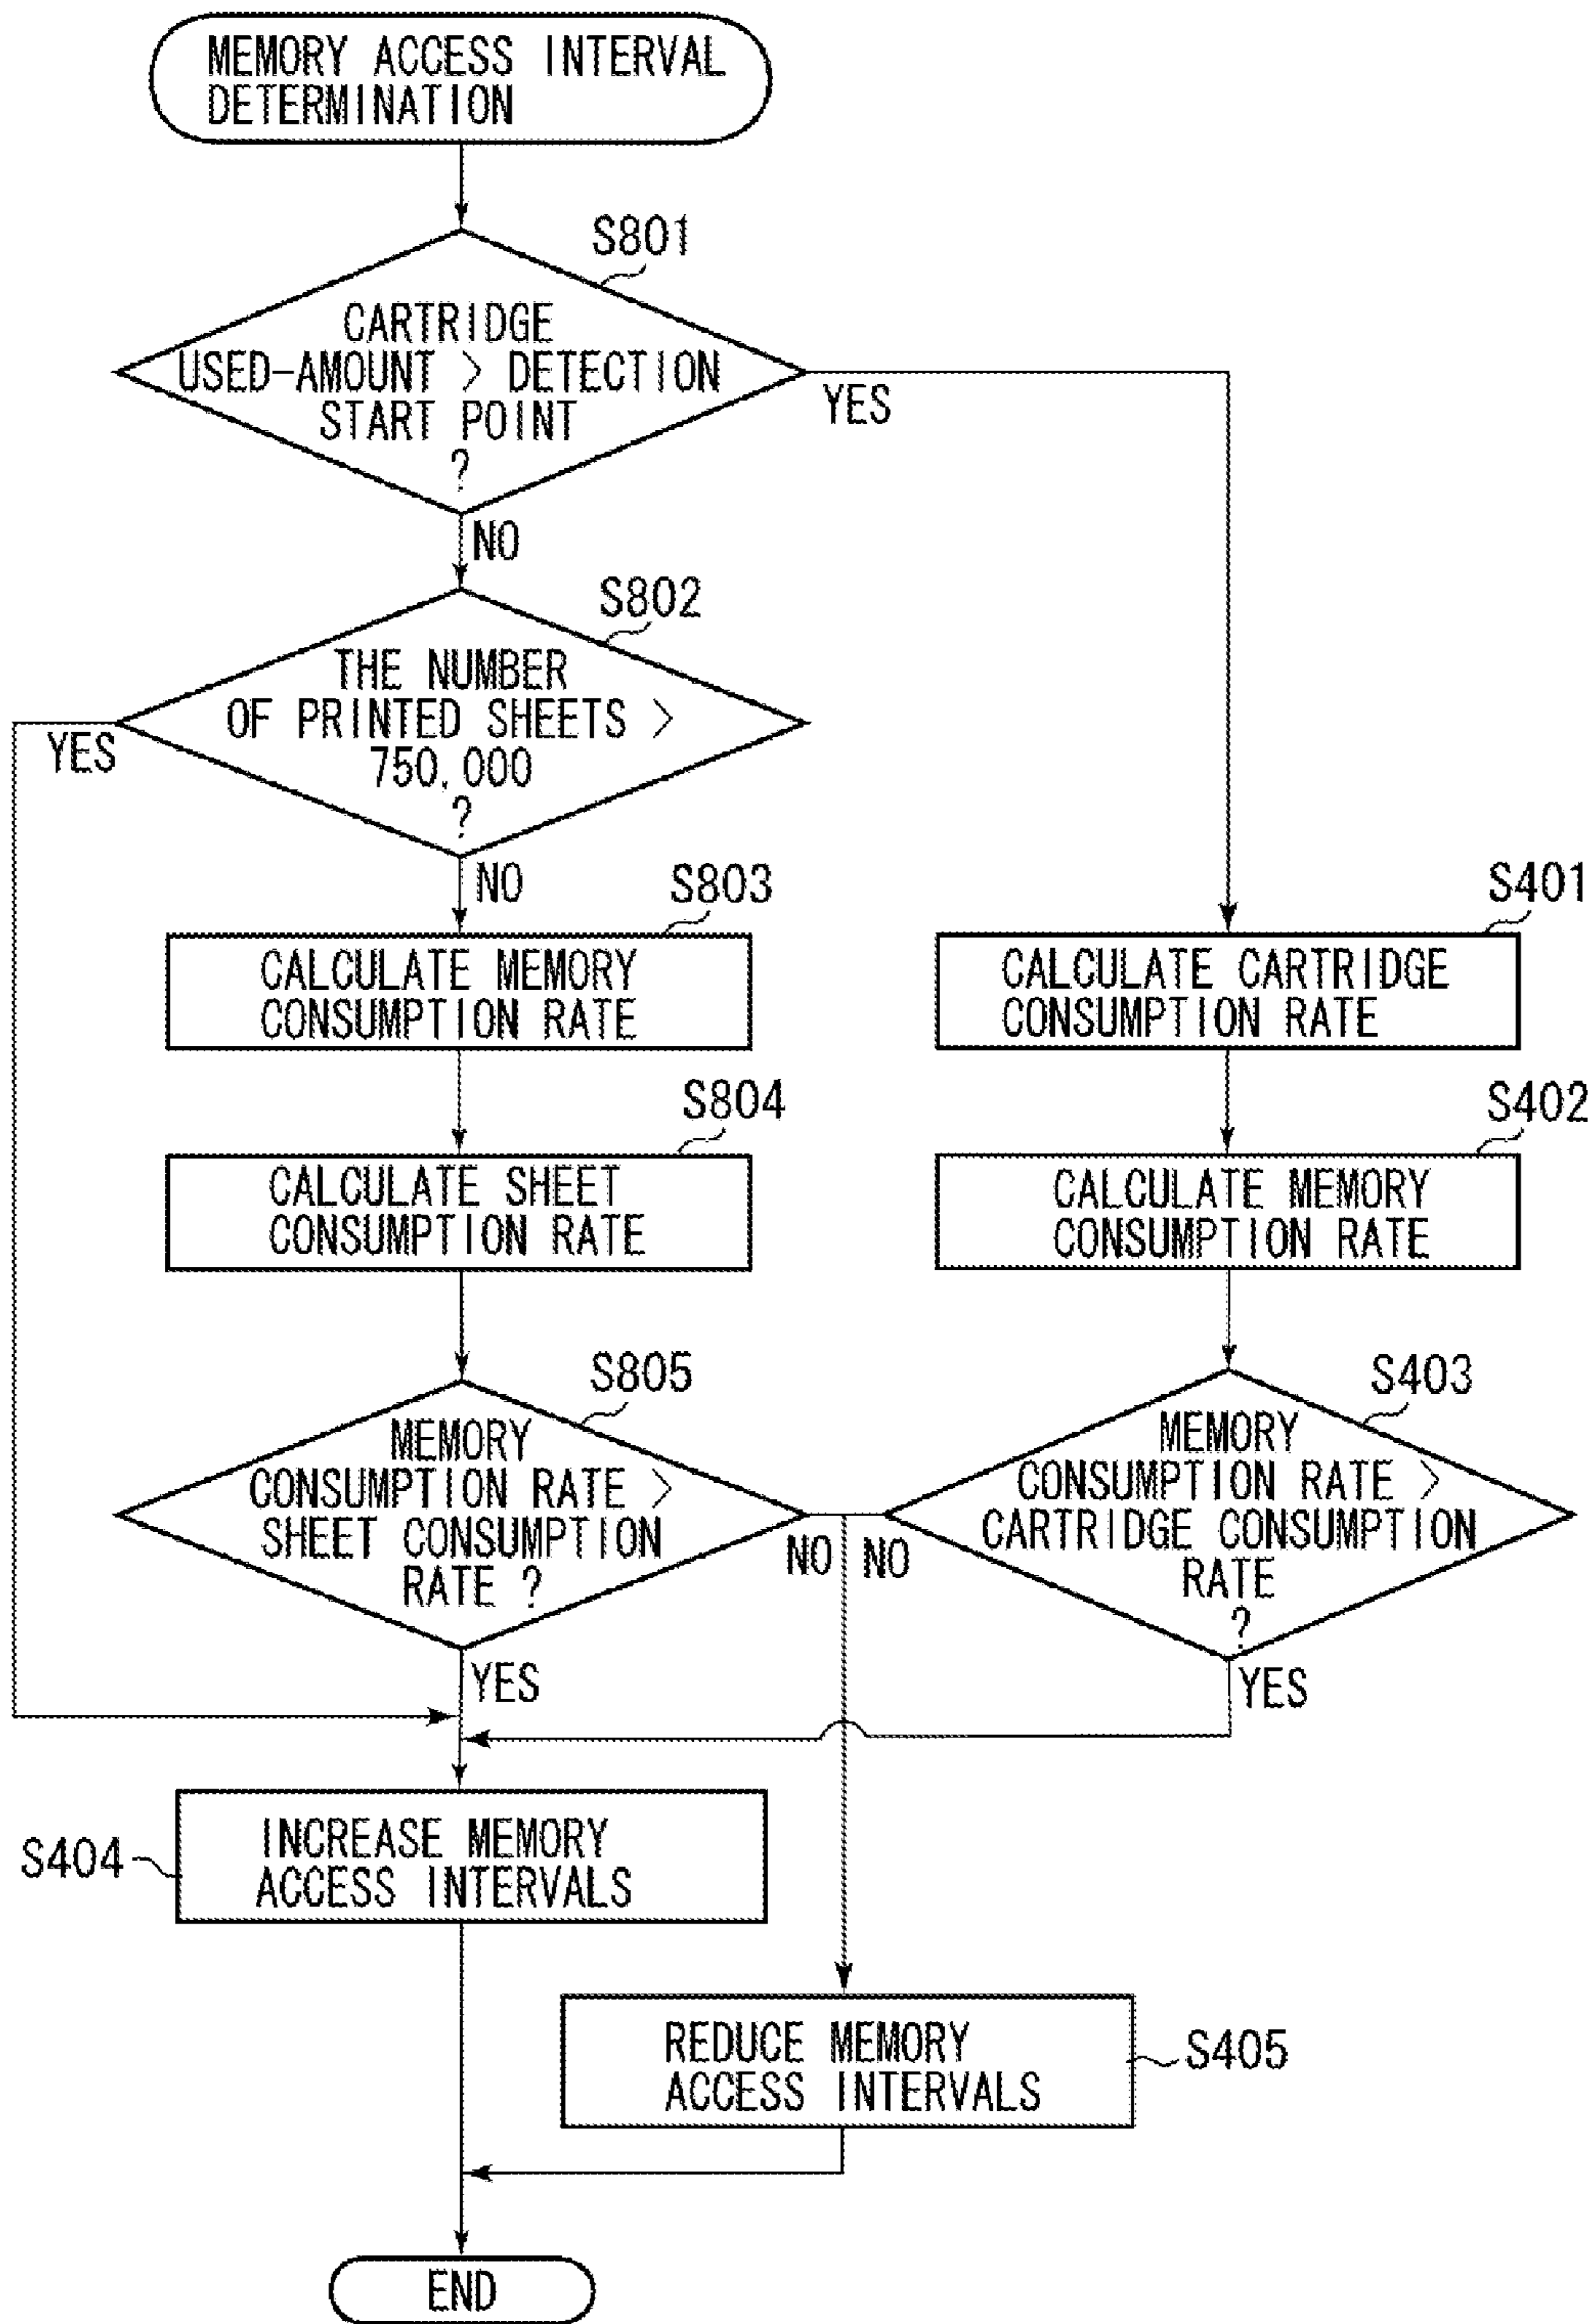 MEMORY ACCESS INTERVAL
DETERMINATION
S801
CARTRIDGE
USED-AMOUNT > DETECTION
START POINT
?
YES
NO
S802
THE NUMBER
OF PRINTED SHEETS >
750,000
?
YES
NO
S803
CALCULATE MEMORY
CONSUMPTION RATE
S401
CALCULATE CARTRIDGE
CONSUMPTION RATE
S804
CALCULATE SHEET
CONSUMPTION RATE
S402
CALCULATE MEMORY
CONSUMPTION RATE
S805
MEMORY
CONSUMPTION RATE >
SHEET CONSUMPTION
RATE ?
NO
YES
S403
MEMORY
CONSUMPTION RATE >
CARTRIDGE CONSUMPTION
RATE
?
NO
YES
S404
INCREASE MEMORY
ACCESS INTERVALS
REDUCE MEMORY
ACCESS INTERVALS
S405
END